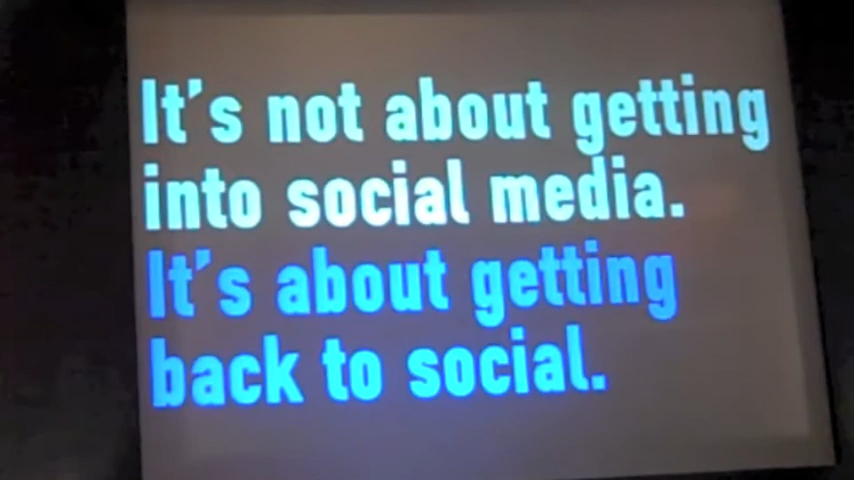 It's not about getting
into social media.
It's about getting
back to social.